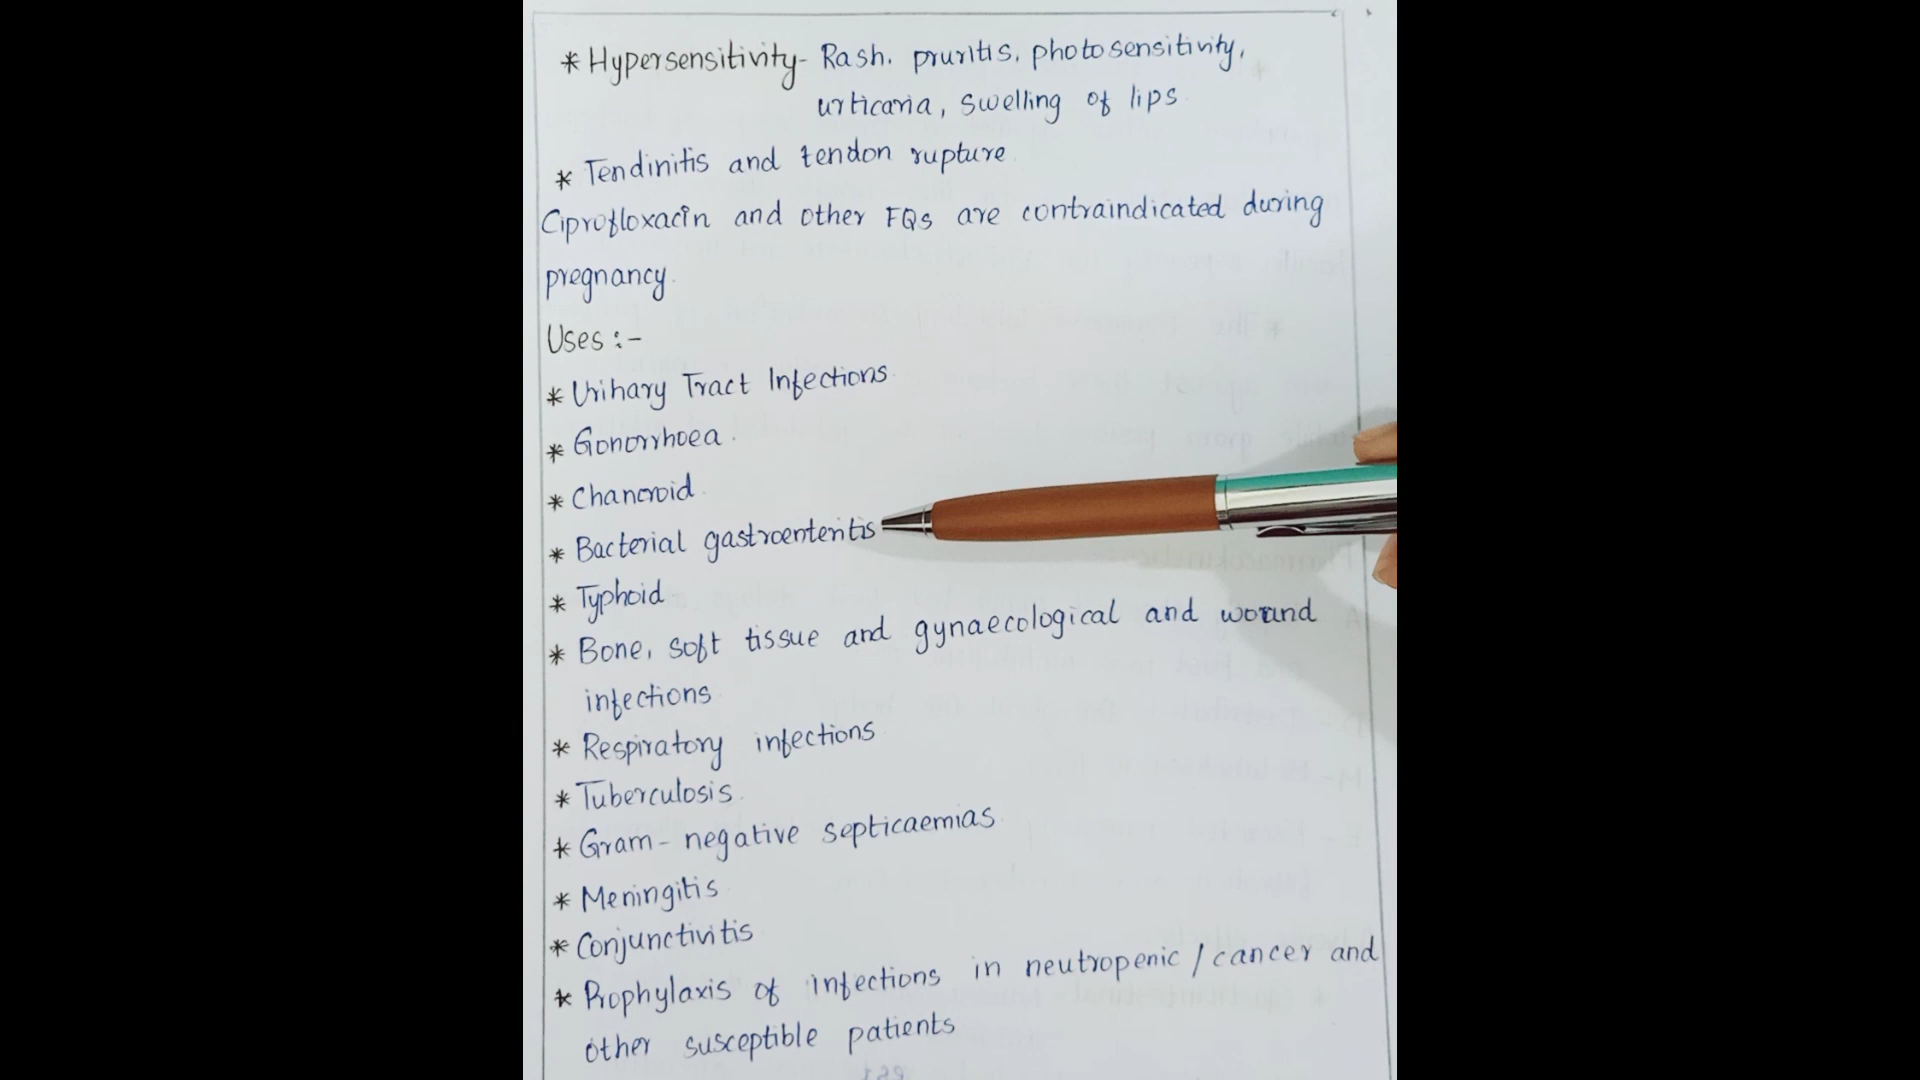 * Hypersensitivity- Rash, pruritis, photosensitivity,
urticaria, swelling of lips
* Tendinitis and tendon rupture
Ciprofloxacin and other FQs are contraindicated during
pregnancy.
Uses :-
* Urinary Tract Infections
* Gonorrhoea.
* Chancroid
* Bacterial gastroenteritis
* Typhoid
* Bone, soft tissue and gynaecological and wound
infections
* Respiratory infections
* Tuberculosis
* Gram-negative septicaemias
* Meningitis
* Conjunctivitis
* Prophylaxis of infections in neutropenic / cancer and
other susceptible patients